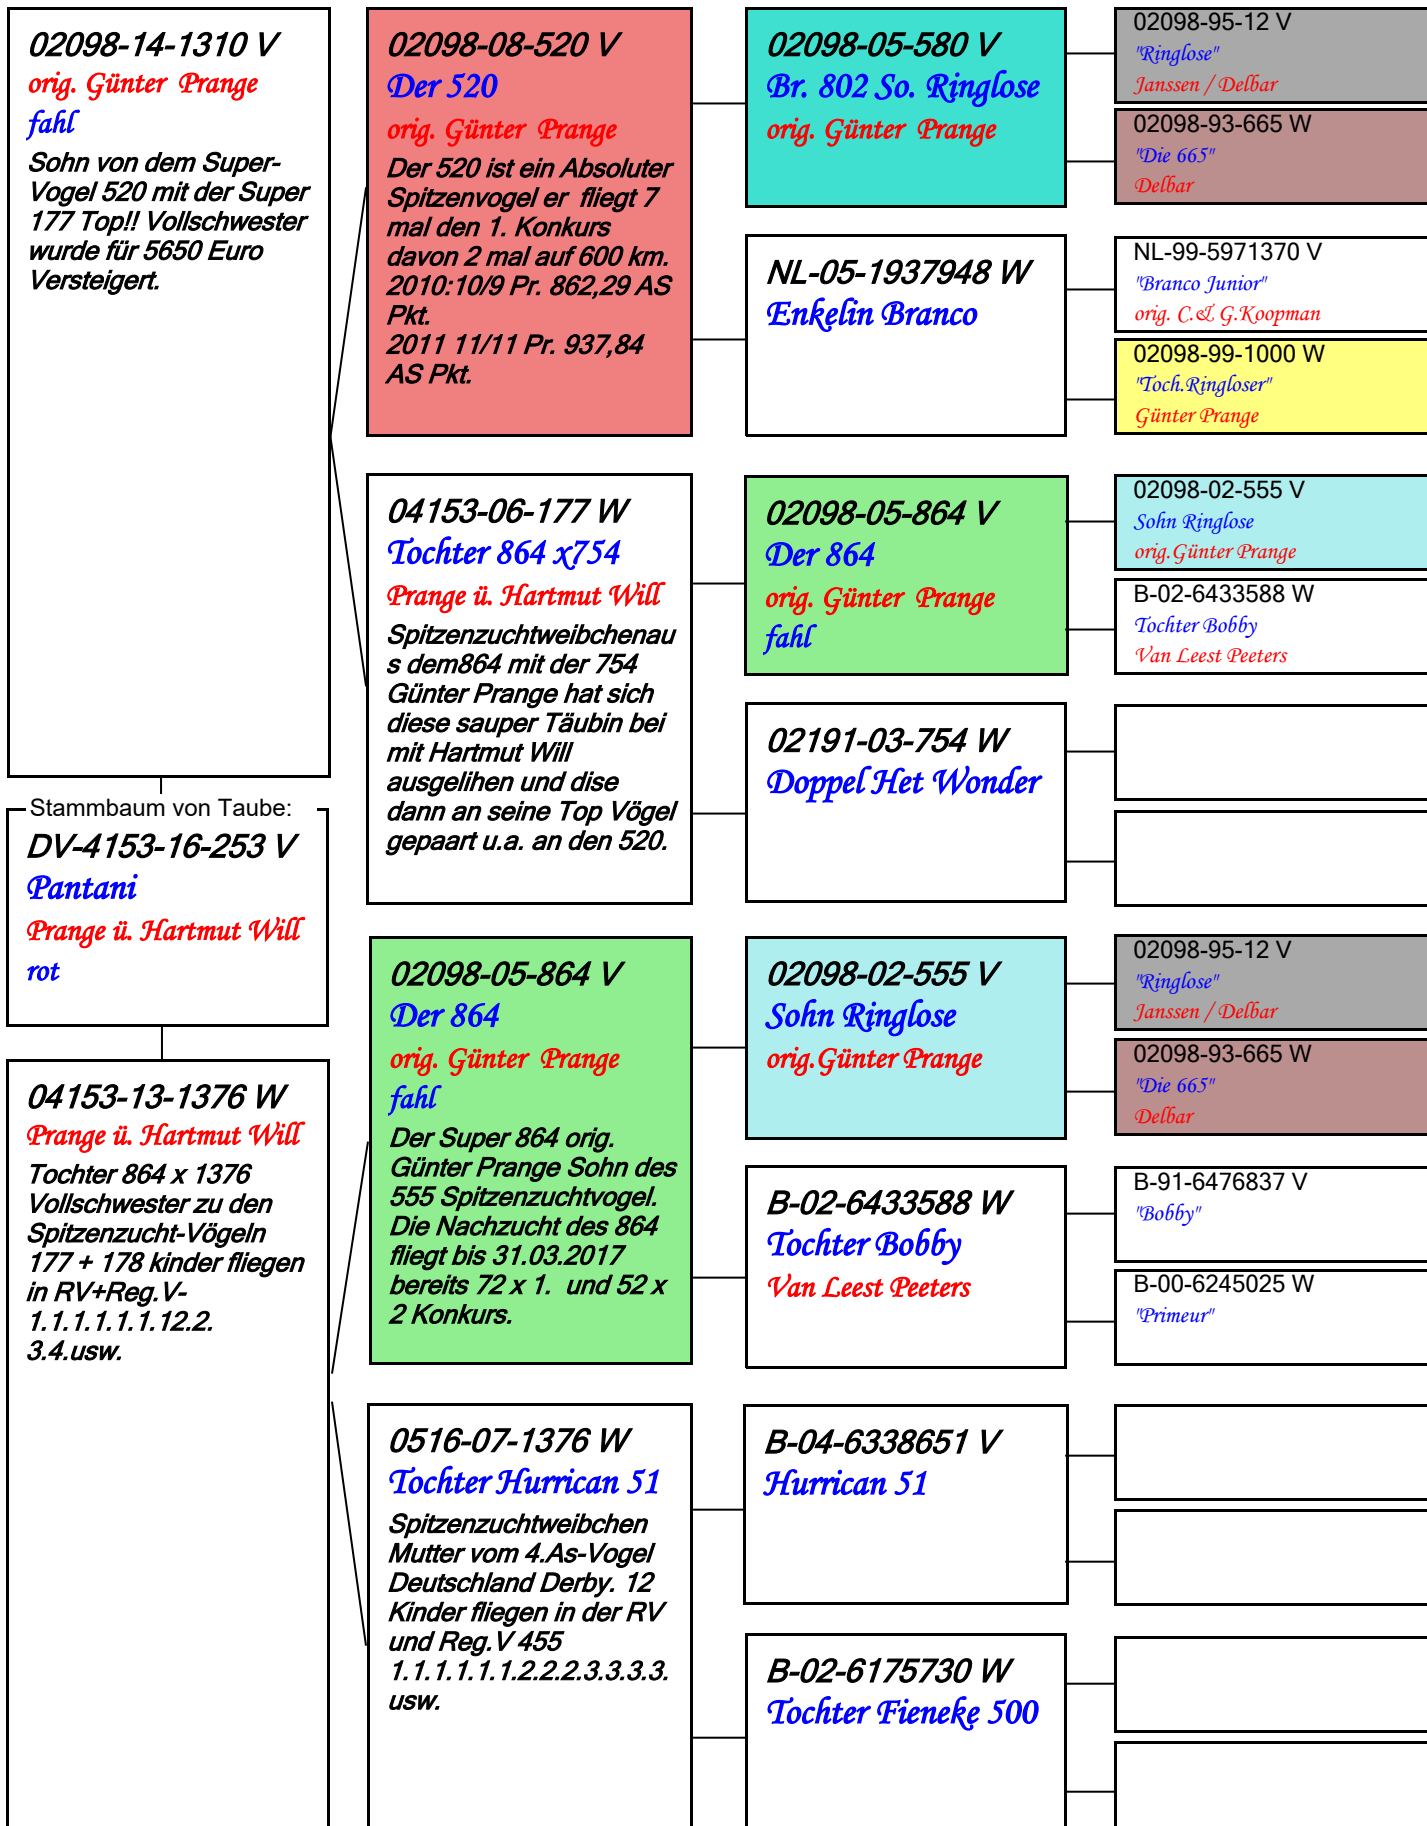 02098-14-1310 V
orig. Günter Prange
fahl
Sohn von dem Super-
Vogel 520 mit der Super
177 Top!! Vollschwester
wurde für 5650 Euro
Versteigert.
Stammbaum von Taube:
DV-4153-16-253 V
Pantani
Prange ü. Hartmut Will
rot
04153-13-1376 W
Prange ü. Hartmut Will
Tochter 864 x 1376
Vollschwester zu den
Spitzenzucht-Vögeln
177 + 178 kinder fliegen
in RV+Reg.V-
1.1.1.1.1.1.1.12.2.
3.4.usw.
02098-08-520 V
Der 520
orig. Günter Prange
Der 520 ist ein Absoluter
Spitzenvogel er fliegt 7
mal den 1. Konkurs
davon 2 mal auf 600 km.
2010:10/9 Pr. 862,29 AS
Pkt.
2011 11/11 Pr. 937,84
AS Pkt.
04153-06-177 W
Tochter 864 x754
Prange ü. Hartmut Will
Spitzenzuchtweibchenau
s dem864 mit der 754
Günter Prange hat sich
diese sauper Täubin bei
mit Hartmut Will
ausgelihen und dise
dann an seine Top Vögel
gepaart u.a. an den 520.
02098-05-864 V
Der 864
orig. Günter Prange
fahl
Der Super 864 orig.
Günter Prange Sohn des
555 Spitzenzuchtvogel.
Die Nachzucht des 864
fliegt bis 31.03.2017
bereits 72 x 1. und 52 x
2 Konkurs.
0516-07-1376 W
Tochter Hurrican 51
Spitzenzuchtweibchen
Mutter vom 4.As-Vogel
Deutschland Derby. 12
Kinder fliegen in der RV
und Reg.V 455
1.1.1.1.1.1.2.2.2.3.3.3.3.
usw.
02098-05-580 V
Br. 802 So. Ringlose
orig. Günter Prange
NL-05-1937948 W
Enkelin Branco
02098-05-864 V
Der 864
orig. Günter Prange
fahl
02191-03-754 W
Doppel Het Wonder
02098-02-555 V
Sohn Ringlose
orig.Günter Prange
B-02-6433588 W
Tochter Bobby
Van Leest Peeters
B-04-6338651 V
Hurrican 51
B-02-6175730 W
Tochter Fieneke 500
02098-95-12 V
"Ringlose"
Janssen / Delbar
02098-93-665 W
"Die 665"
Delbar
NL-99-5971370 V
"Branco Junior"
orig. C.& G.Koopman
02098-99-1000 W
"Toch.Ringloser"
Günter Prange
02098-02-555 V
Sohn Ringlose
orig.Günter Prange
B-02-6433588 W
Tochter Bobby
Van Leest Peeters
02098-95-12 V
"Ringlose"
Janssen / Delbar
02098-93-665 W
"Die 665"
Delbar
B-91-6476837 V
"Bobby"
B-00-6245025 W
"Primeur"